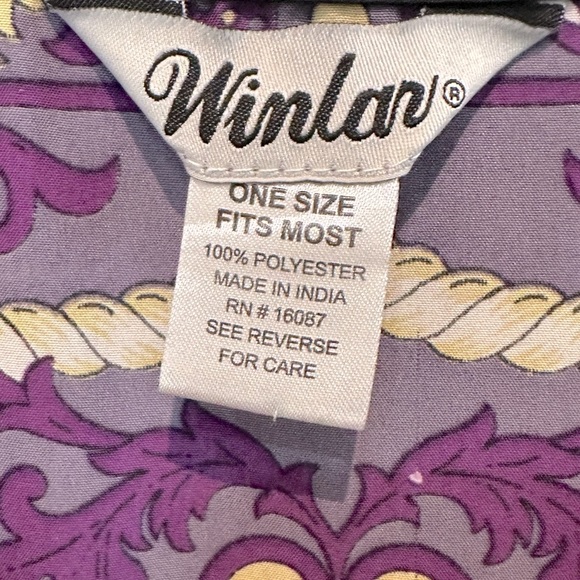 Winlar®
ONE SIZE
FITS MOST
100% POLYESTER
MADE IN INDIA
RN # 16087
SEE REVERSE
FOR CARE